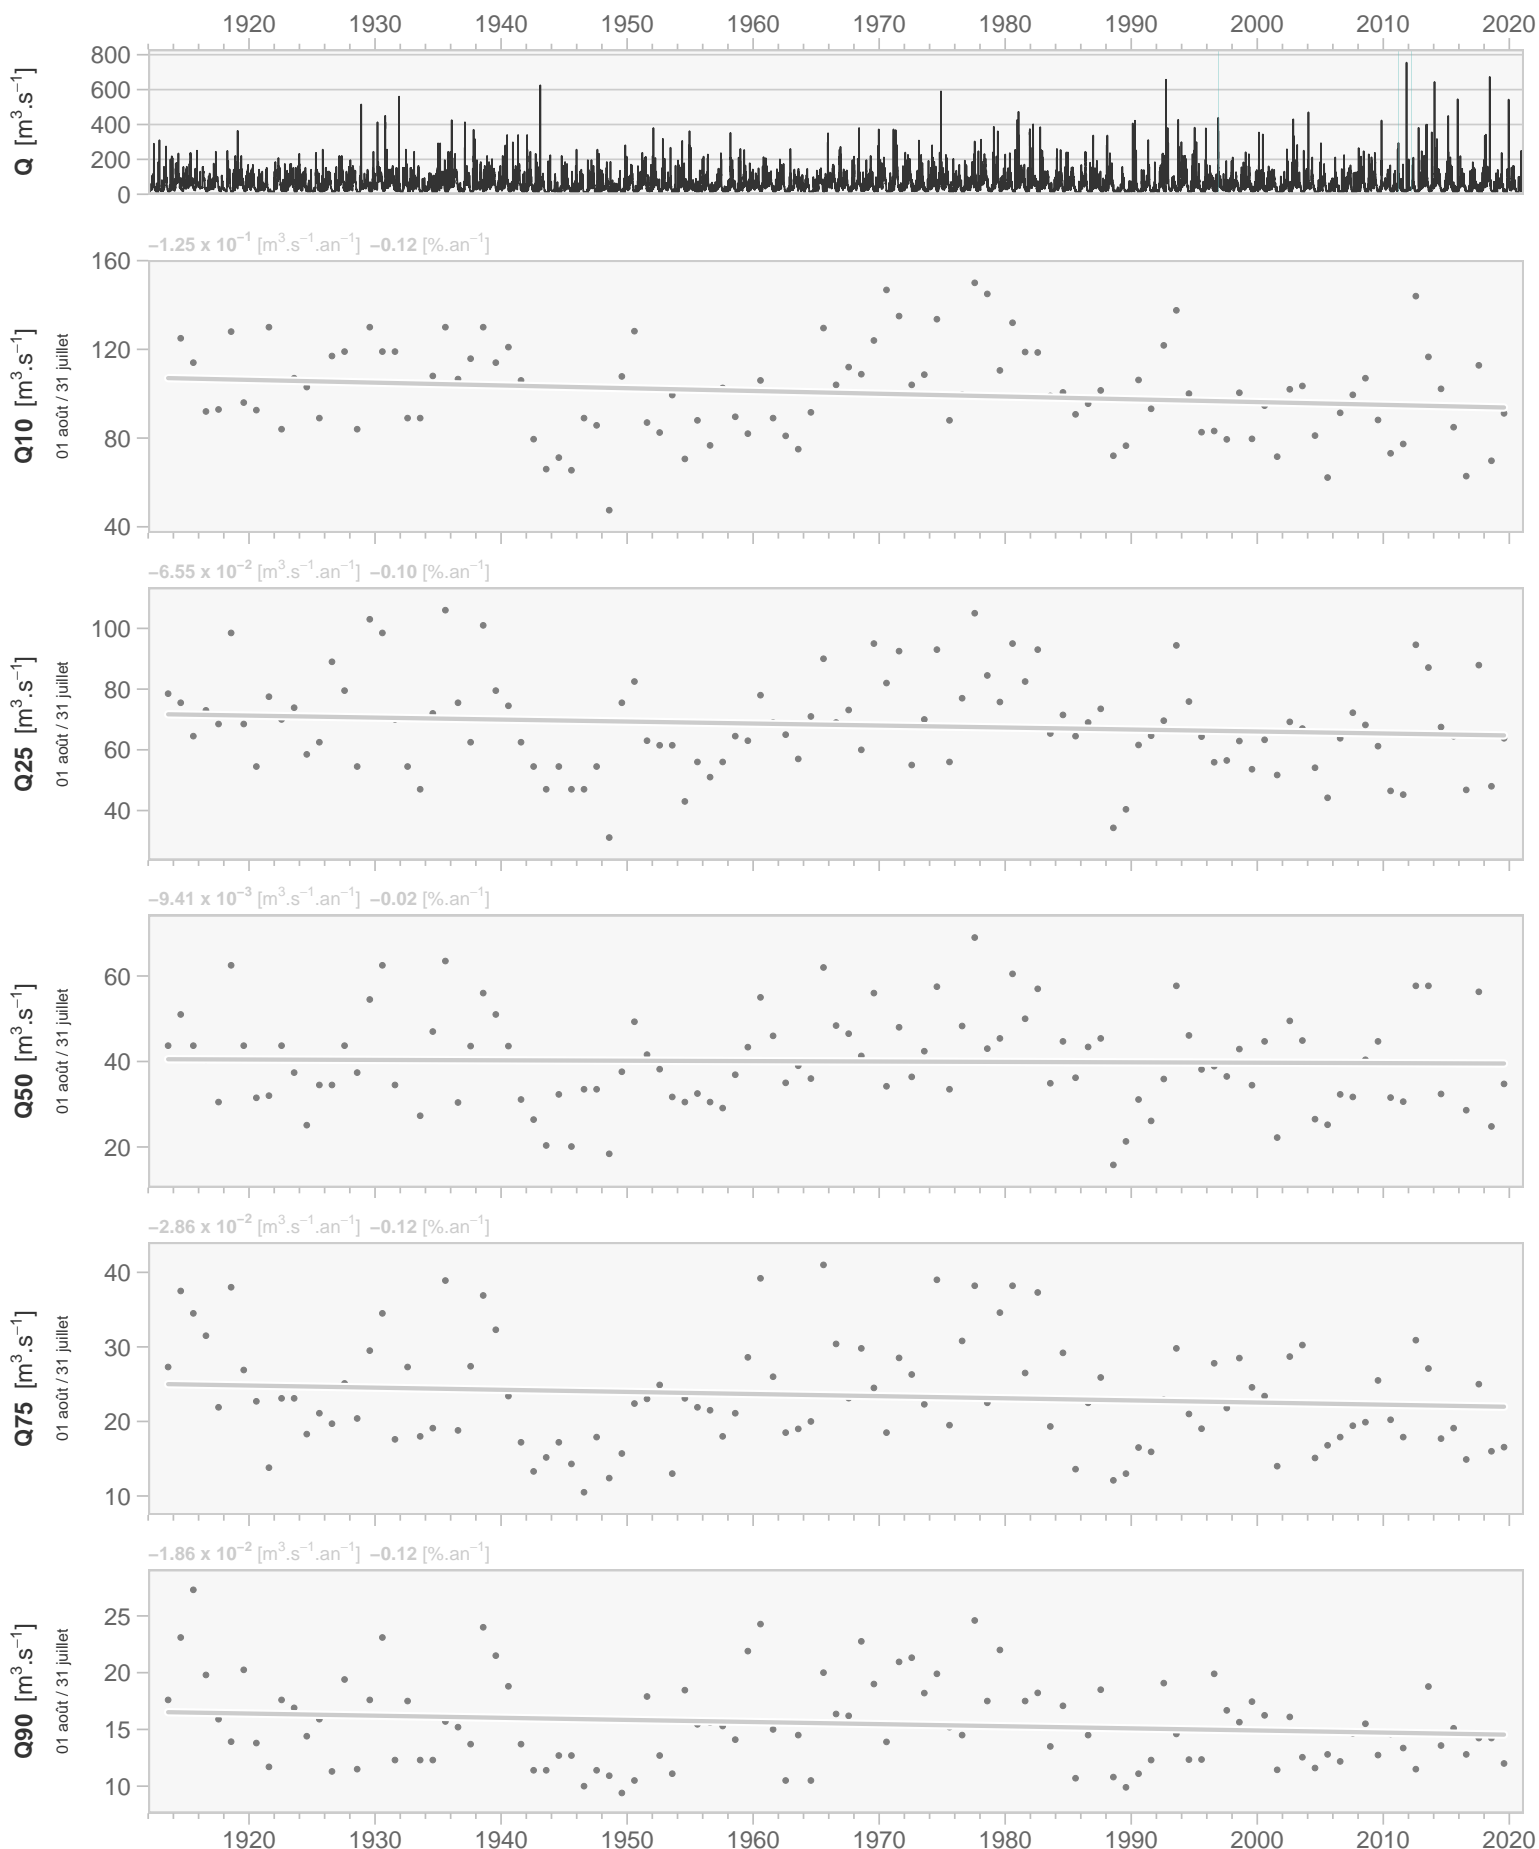 1920 1930 1940 1950 1960 1970 1980 1990 2000 2010 2020
Q [m³.s⁻¹]
800
600
400
200
0
−1.25 x 10⁻¹ [m³.s⁻¹.an⁻¹] −0.12 [%.an⁻¹]
Q10 [m³.s⁻¹]
01 août / 31 juillet
160
120
80
40
−6.55 x 10⁻² [m³.s⁻¹.an⁻¹] −0.10 [%.an⁻¹]
Q25 [m³.s⁻¹]
01 août / 31 juillet
100
80
60
40
−9.41 x 10⁻³ [m³.s⁻¹.an⁻¹] −0.02 [%.an⁻¹]
Q50 [m³.s⁻¹]
01 août / 31 juillet
60
40
20
−2.86 x 10⁻² [m³.s⁻¹.an⁻¹] −0.12 [%.an⁻¹]
Q75 [m³.s⁻¹]
01 août / 31 juillet
40
30
20
10
−1.86 x 10⁻² [m³.s⁻¹.an⁻¹] −0.12 [%.an⁻¹]
Q90 [m³.s⁻¹]
01 août / 31 juillet
25
20
15
10
1920 1930 1940 1950 1960 1970 1980 1990 2000 2010 2020